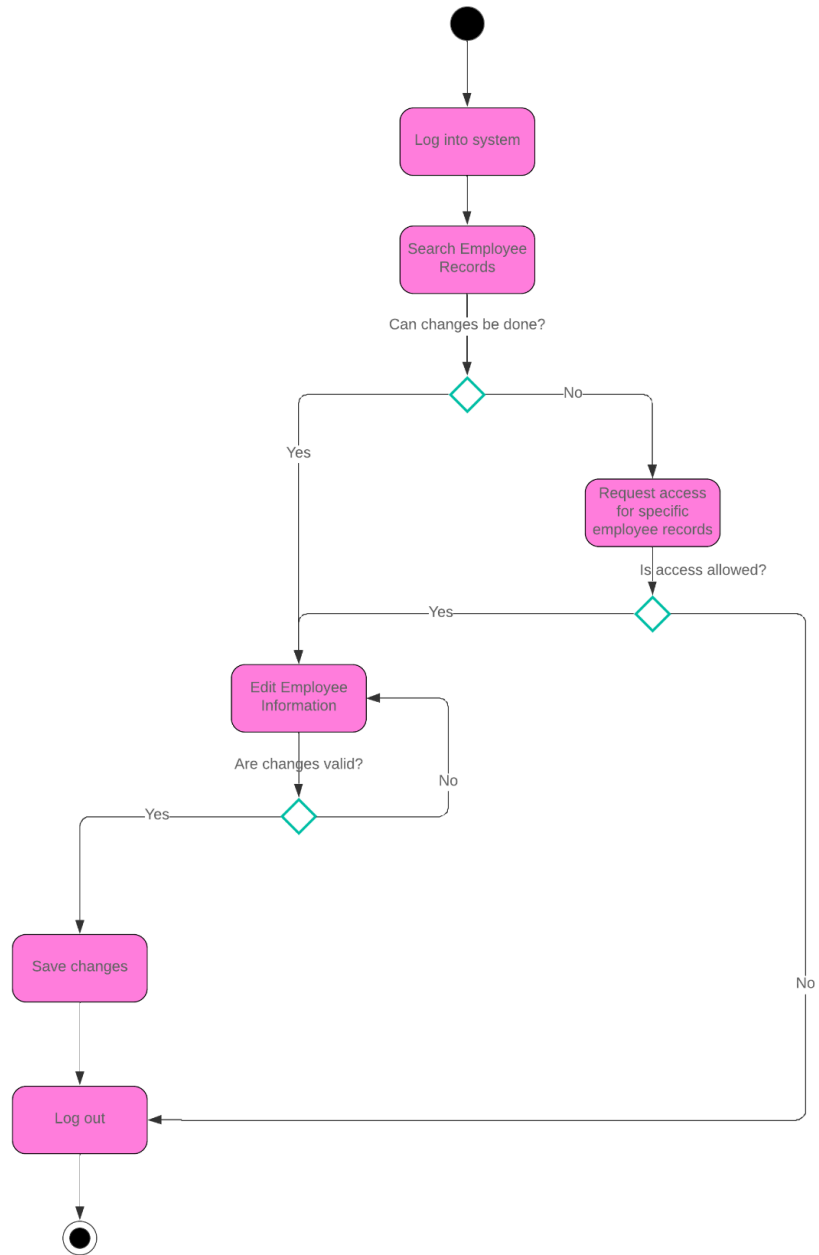 Log into system
Search Employee
Records
Can changes be done?
No
Yes
Request access
for specific
employee records
Is access allowed?
Yes
Edit Employee
Information
Are changes valid?
No
Yes
Save changes
No
Log out